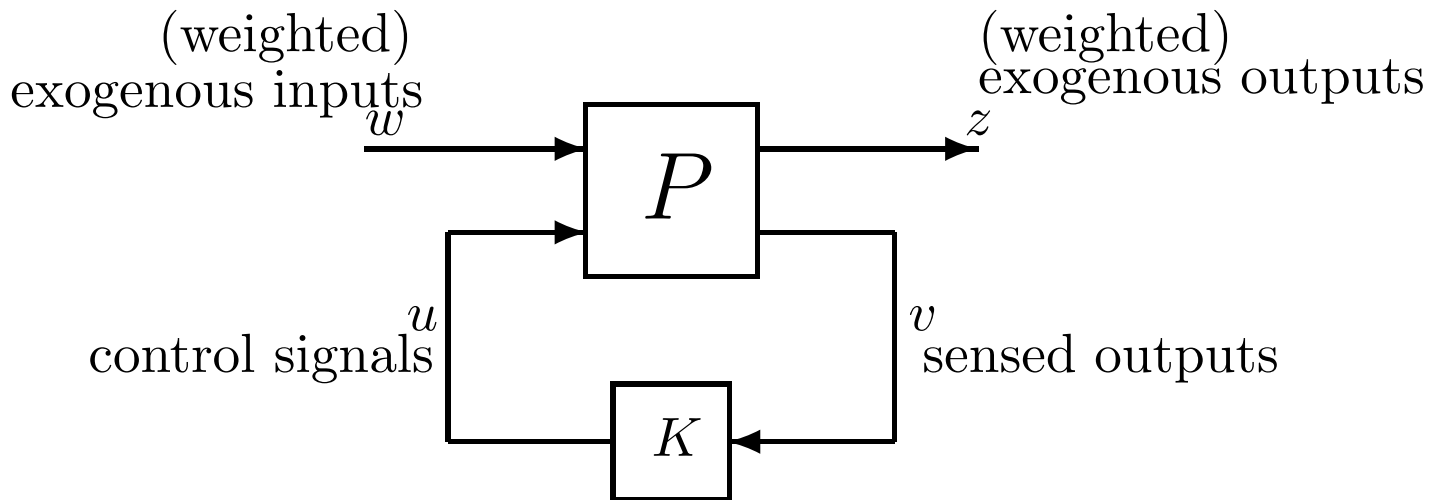 (weighted)
exogenous inputs
w
(weighted)
exogenous outputs
z
P
u
control signals
v
sensed outputs
K